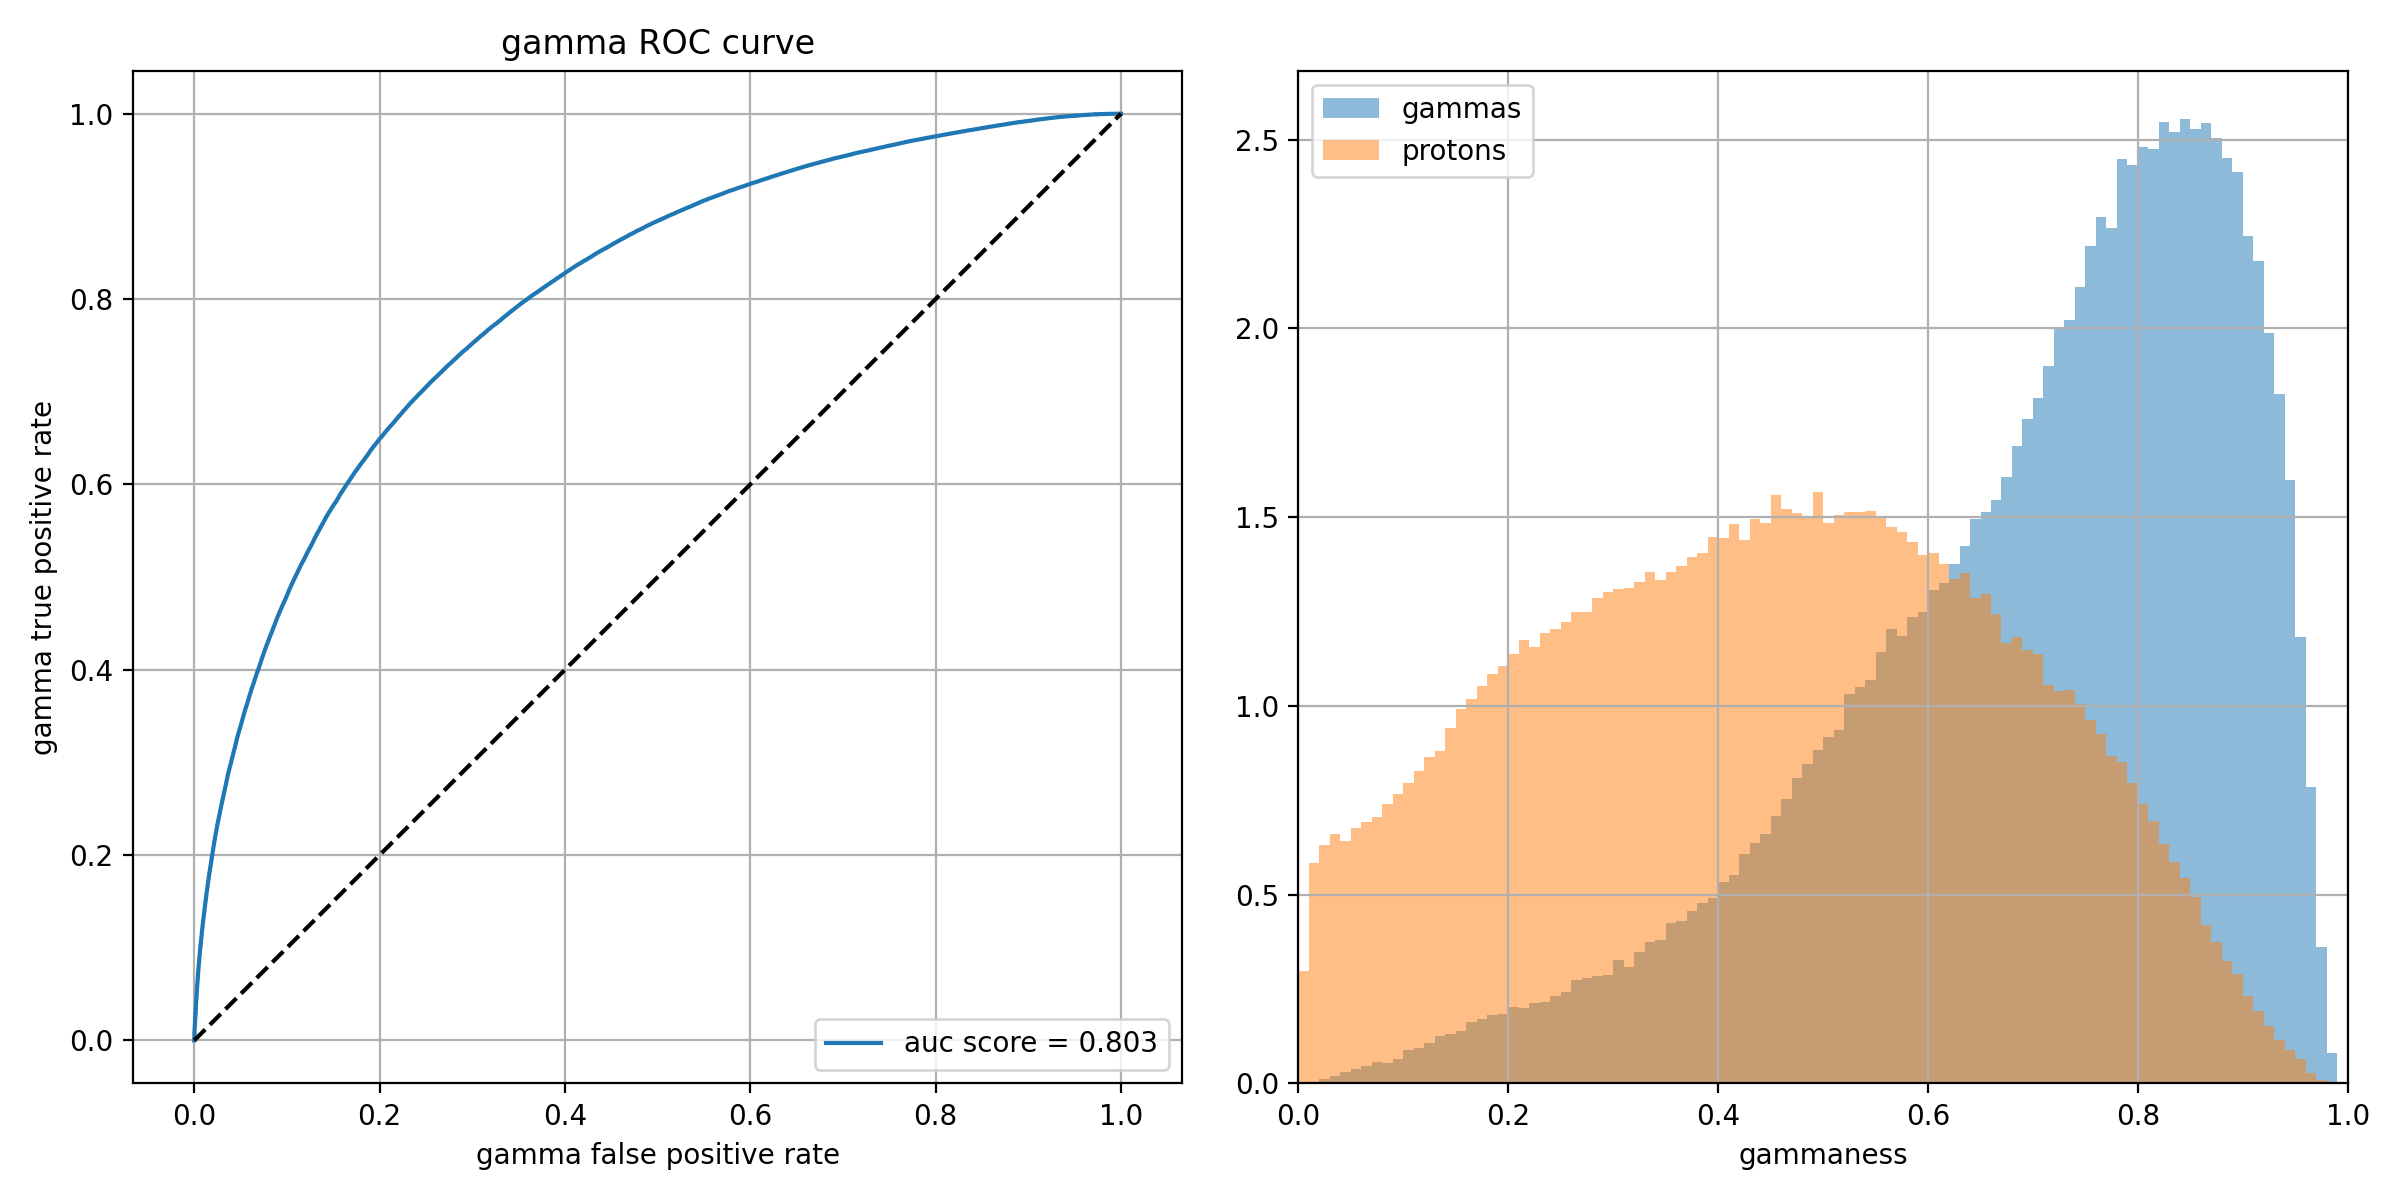 gamma ROC curve
1.0
0.8
0.6
0.4
0.2
0.0
gamma true positive rate
0.0 0.2 0.4 0.6 0.8 1.0
gamma false positive rate
auc score = 0.803
gammas
protons
2.5
2.0
1.5
1.0
0.5
0.0
0.0 0.2 0.4 0.6 0.8 1.0
gammaness